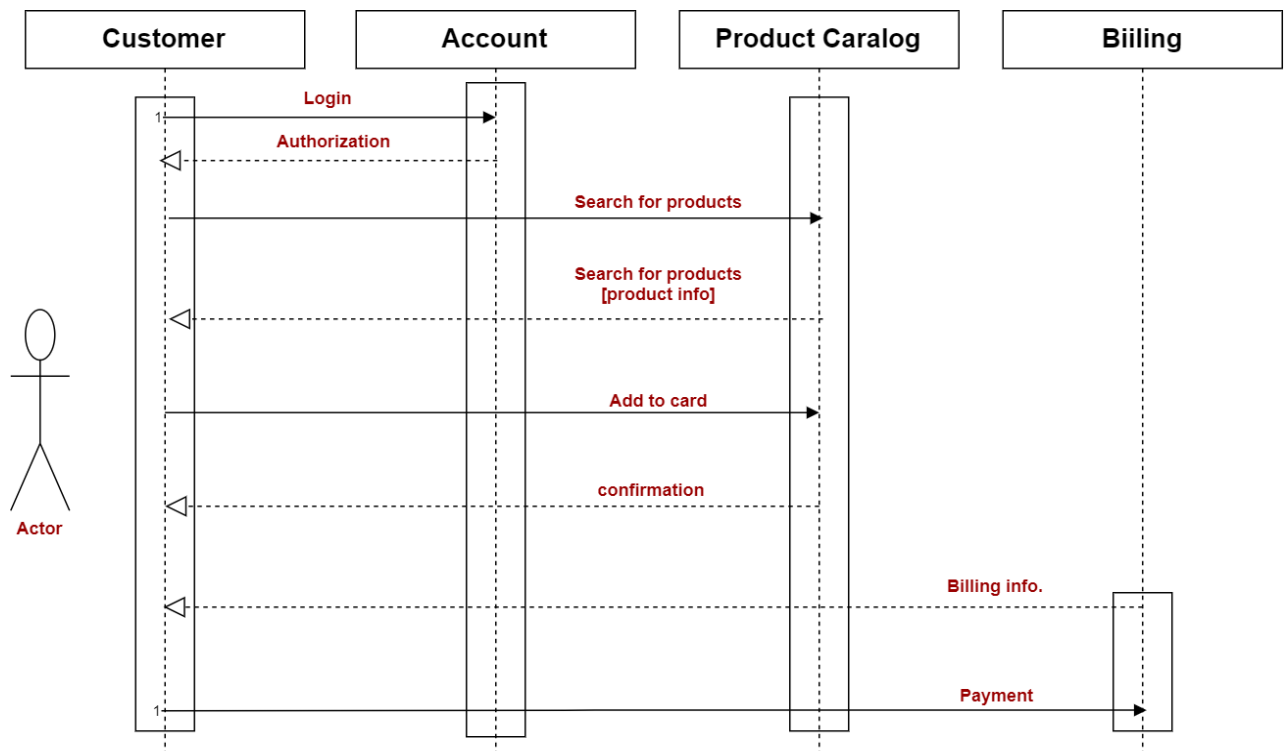 Customer
Account
Product Caralog
Biiling
Login
1
Authorization
Search for products
Search for products
[product info]
Add to card
confirmation
Actor
Billing info.
Payment
1